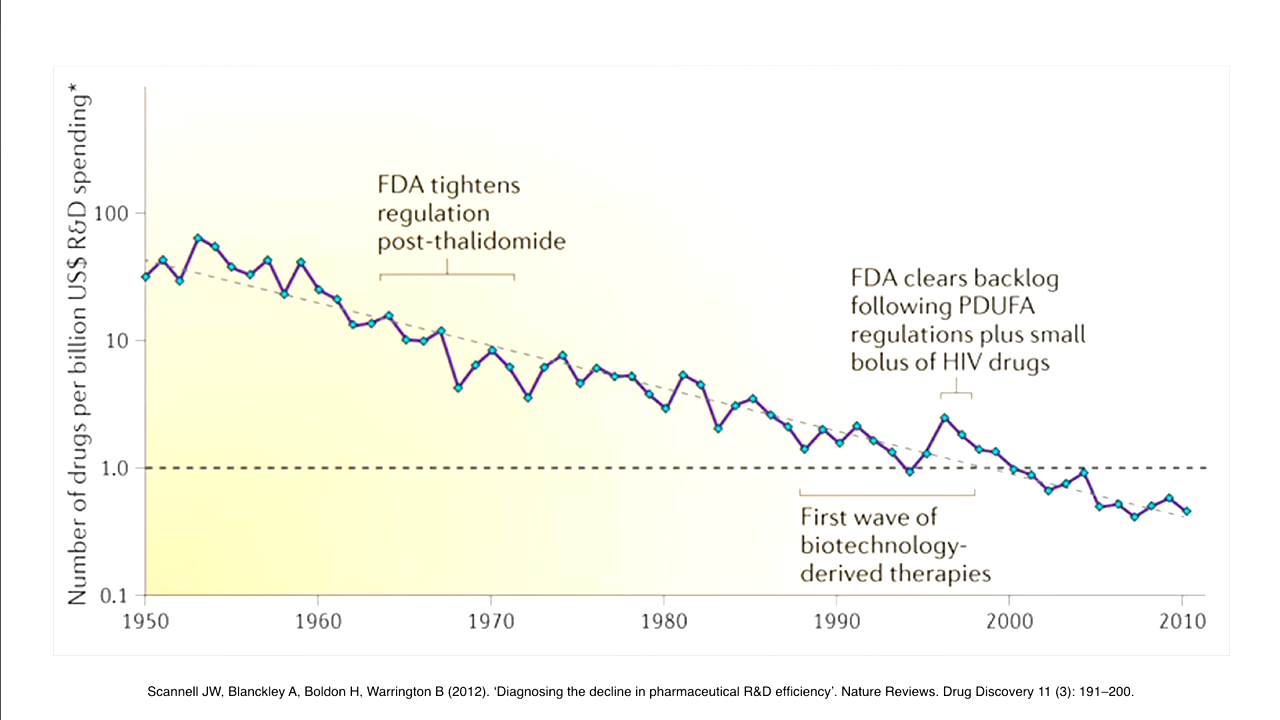 Number of drugs per billion US$ R&D spending*
FDA tightens
regulation
post-thalidomide
FDA clears backlog
following PDUFA
regulations plus small
bolus of HIV drugs
First wave of
biotechnology-
derived therapies
100
10
1.0
0.1
1950 1960 1970 1980 1990 2000 2010
Scannell JW, Blanckley A, Boldon H, Warrington B (2012). ‘Diagnosing the decline in pharmaceutical R&D efficiency’. Nature Reviews. Drug Discovery 11 (3): 191–200.